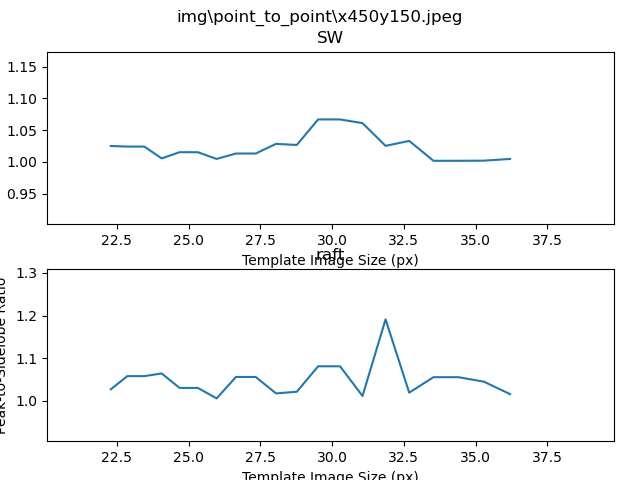 img\point_to_point\x450y150.jpeg
SW
1.15
1.10
1.05
1.00
0.95
22.5 25.0 27.5 30.0 32.5 35.0 37.5
Template Image Size (px)
raft
1.3
1.2
1.1
1.0
Peak-to-Sidelobe Ratio
22.5 25.0 27.5 30.0 32.5 35.0 37.5
Template Image Size (px)